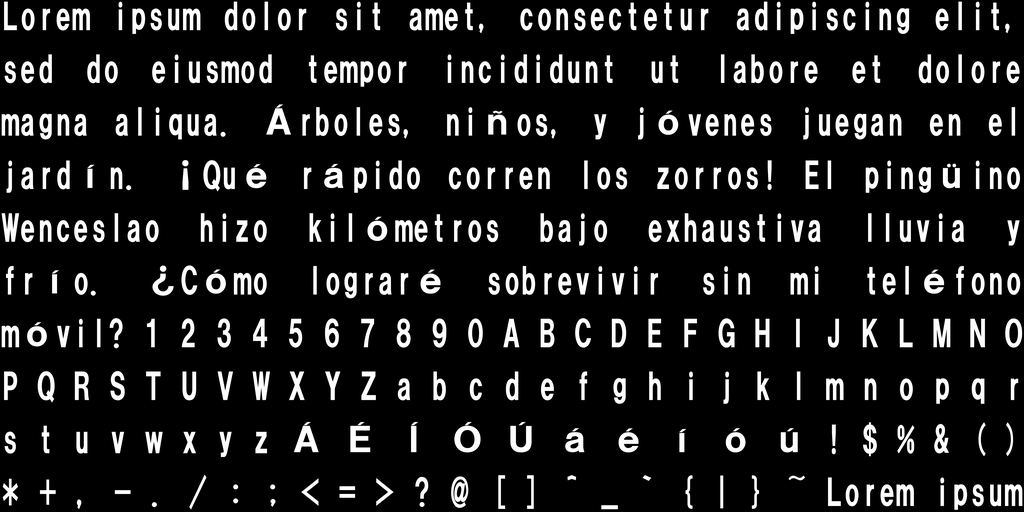 Lorem ipsum dolor sit amet, consectetur adipiscing elit,
sed do eiusmod tempor incididunt ut labore et dolore
magna aliqua. Árboles, niños, y jóvenes juegan en el
jardín. ¡Qué rápido corren los zorros! El pingüino
Wenceslao hizo kilómetros bajo exhaustiva lluvia y
frío. ¿Cómo lograré sobrevivir sin mi teléfono
móvil? 1 2 3 4 5 6 7 8 9 0 A B C D E F G H I J K L M N O
P Q R S T U V W X Y Z a b c d e f g h i j k l m n o p q r
s t u v w x y z Á É Í Ó Ú á é í ó ú ! $ % & ( )
* + , - . / : ; < = > ? @ [ ] ^ _ ` { | } ~ Lorem ipsum